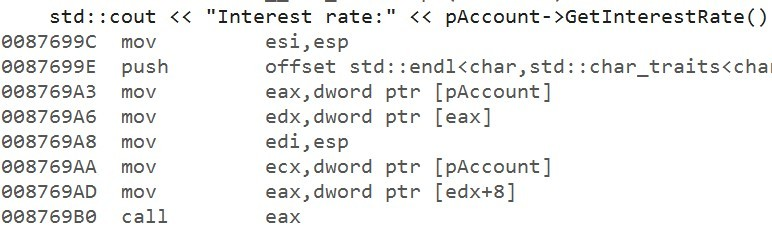 std::cout << "Interest rate:" << pAccount->GetInterestRate()
0087699C mov esi,esp
0087699E push offset std::endl<char,std::char_traits<cha
008769A3 mov eax,dword ptr [pAccount]
008769A6 mov edx,dword ptr [eax]
008769A8 mov edi,esp
008769AA mov ecx,dword ptr [pAccount]
008769AD mov eax,dword ptr [edx+8]
008769B0 call eax